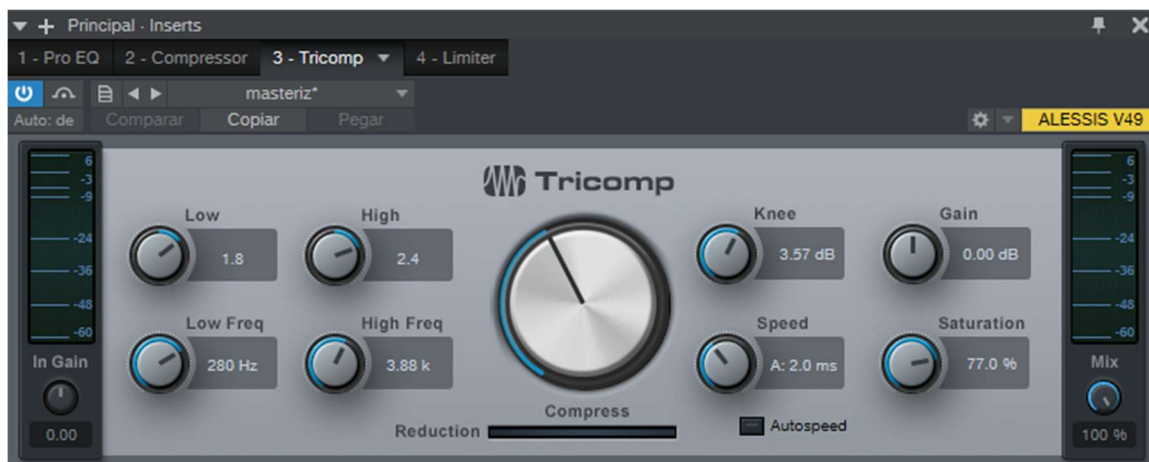 Principal - Inserts
1 - Pro EQ 2 - Compressor 3 - Tricomp 4 - Limiter
masteriz*
Auto: de Comparar Copiar Pegar ALESSIS V49
Tricomp
6
-3
-9
-24
-36
-48
-60
In Gain
0.00
Low
1.8
High
2.4
Low Freq
280 Hz
High Freq
3.88 k
Compress
Reduction
Knee
3.57 dB
Gain
0.00 dB
Speed
A: 2.0 ms
Saturation
77.0 %
Autospeed
6
-3
-9
-24
-36
-48
-60
Mix
100 %